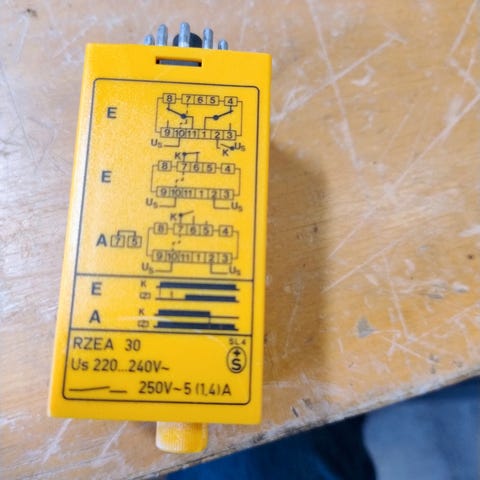 8 7 6 5 4
E
9 10 11 1 2 3
Us K Us
K
8 7 6 5 4
E
9 10 11 1 2 3
Us Us
K
A 7 5 8 7 6 5 4
9 10 11 1 2 3
Us Us
E K
A K
RZEA 30 SL4
Us 220...240V~ +S
250V~5(1,4)A